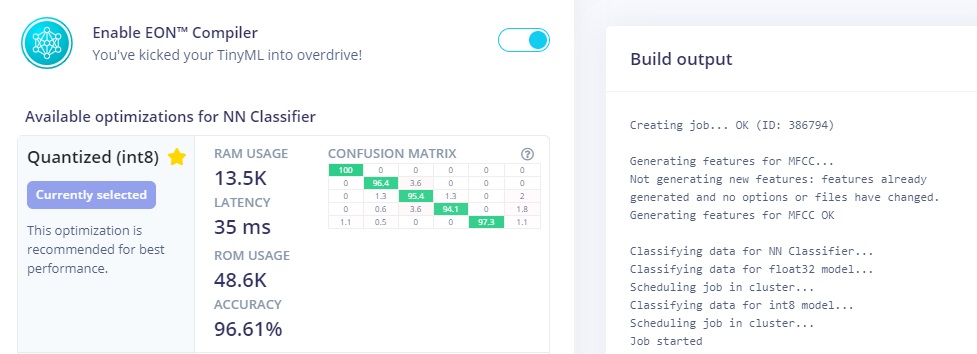 Enable EON™ Compiler
You've kicked your TinyML into overdrive!
Available optimizations for NN Classifier
Quantized (int8)
Currently selected
This optimization is
recommended for best
performance.
RAM USAGE
13.5K
LATENCY
35 ms
ROM USAGE
48.6K
ACCURACY
96.61%
CONFUSION MATRIX ?
100 0 0 0 0 0
0 96.4 3.6 0 0 0
0 1.3 95.4 1.3 0 2
0 0.6 3.6 94.1 0 1.8
1.1 0.5 0 0 97.3 1.1
Build output
Creating job... OK (ID: 386794)
Generating features for MFCC...
Not generating new features: features already
generated and no options or files have changed.
Generating features for MFCC OK
Classifying data for NN Classifier...
Classifying data for float32 model...
Scheduling job in cluster...
Classifying data for int8 model...
Scheduling job in cluster...
Job started